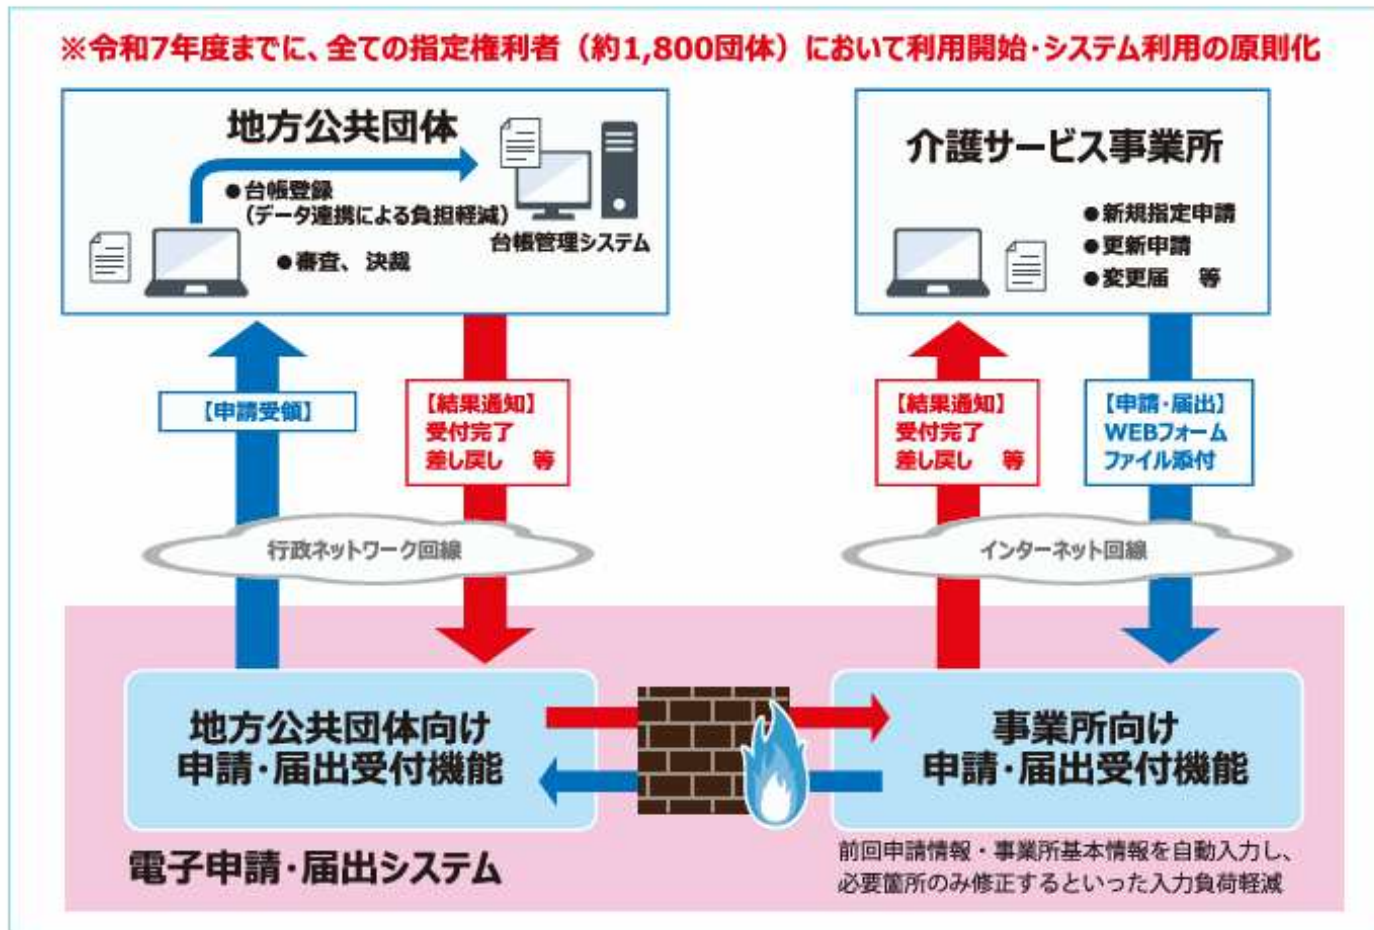 ※令和7年度までに、全ての指定権利者（約1,800団体）において利用開始・システム利用の原則化
地方公共団体
●台帳登録
（データ連携による負担軽減）
●審査、決裁
台帳管理システム
介護サービス事業所
●新規指定申請
●更新申請
●変更届　等
【申請受領】
【結果通知】
受付完了
差し戻し　等
【結果通知】
受付完了
差し戻し　等
【申請・届出】
WEBフォーム
ファイル添付
行政ネットワーク回線
インターネット回線
地方公共団体向け
申請・届出受付機能
事業所向け
申請・届出受付機能
電子申請・届出システム
前回申請情報・事業所基本情報を自動入力し、
必要箇所のみ修正するといった入力負荷軽減